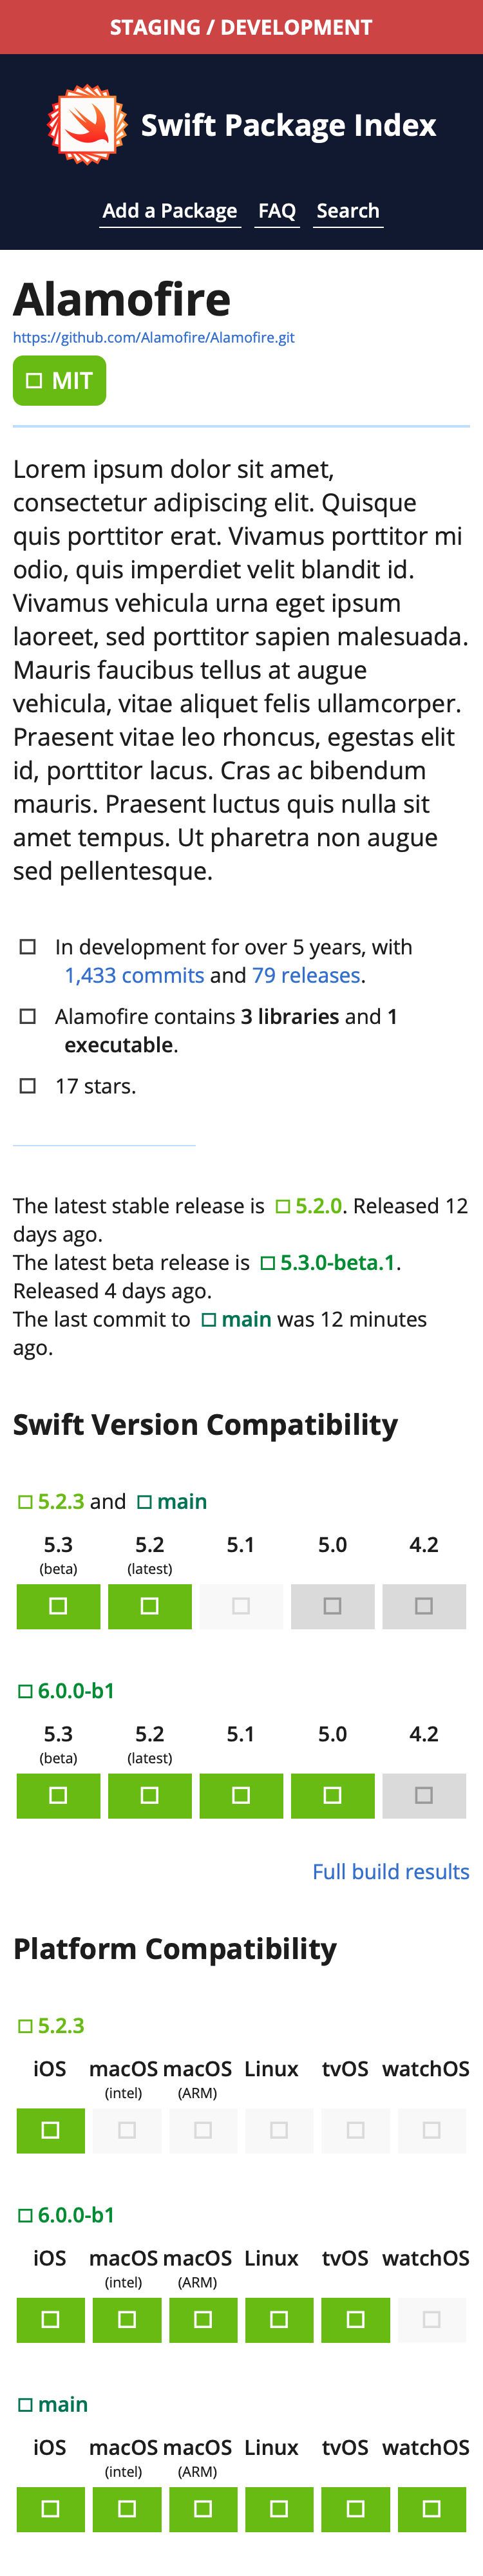 STAGING / DEVELOPMENT
Swift Package Index
Add a Package FAQ Search
Alamofire
https://github.com/Alamofire/Alamofire.git
MIT
Lorem ipsum dolor sit amet,
consectetur adipiscing elit. Quisque
quis porttitor erat. Vivamus porttitor mi
odio, quis imperdiet velit blandit id.
Vivamus vehicula urna eget ipsum
laoreet, sed porttitor sapien malesuada.
Mauris faucibus tellus at augue
vehicula, vitae aliquet felis ullamcorper.
Praesent vitae leo rhoncus, egestas elit
id, porttitor lacus. Cras ac bibendum
mauris. Praesent luctus quis nulla sit
amet tempus. Ut pharetra non augue
sed pellentesque.
In development for over 5 years, with
1,433 commits and 79 releases.
Alamofire contains 3 libraries and 1
executable.
17 stars.
The latest stable release is 5.2.0. Released 12
days ago.
The latest beta release is 5.3.0-beta.1.
Released 4 days ago.
The last commit to main was 12 minutes
ago.
Swift Version Compatibility
5.2.3 and main
5.3 5.2 5.1 5.0 4.2
(beta) (latest)
6.0.0-b1
5.3 5.2 5.1 5.0 4.2
(beta) (latest)
Full build results
Platform Compatibility
5.2.3
iOS macOS macOS Linux tvOS watchOS
(intel) (ARM)
6.0.0-b1
iOS macOS macOS Linux tvOS watchOS
(intel) (ARM)
main
iOS macOS macOS Linux tvOS watchOS
(intel) (ARM)